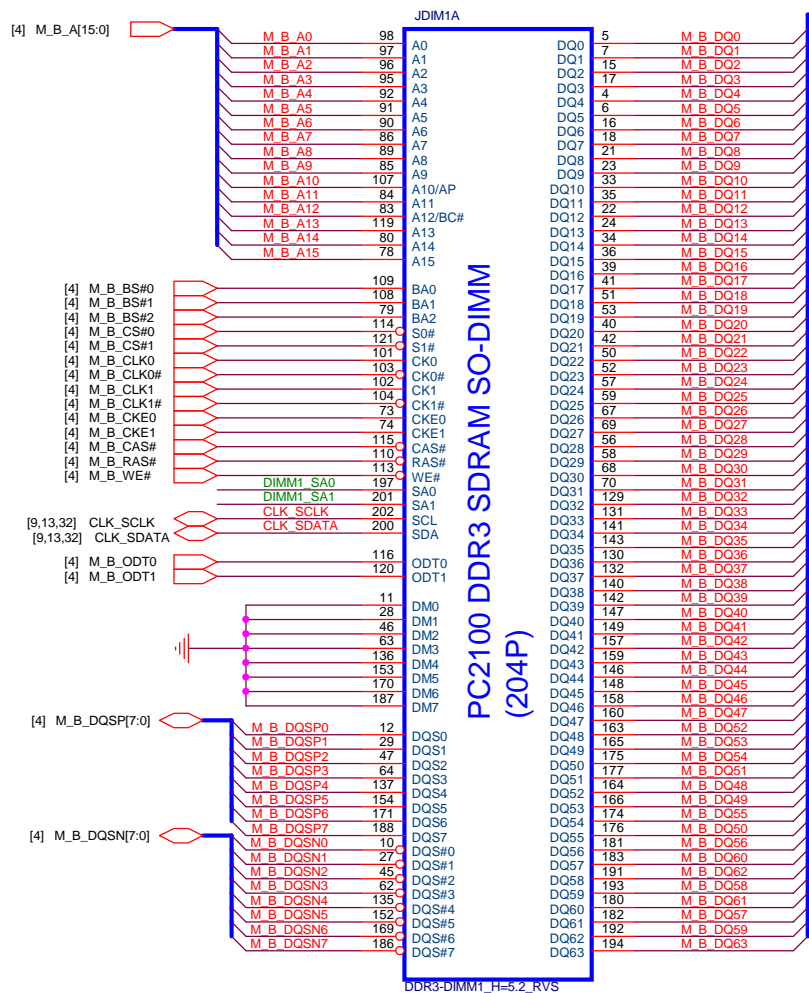 JDIM1A
[4] M_B_A[15:0]
M_B_A0 98 A0
M_B_A1 97 A1
M_B_A2 96 A2
M_B_A3 95 A3
M_B_A4 92 A4
M_B_A5 91 A5
M_B_A6 90 A6
M_B_A7 86 A7
M_B_A8 89 A8
M_B_A9 85 A9
M_B_A10 107 A10/AP
M_B_A11 84 A11
M_B_A12 83 A12/BC#
M_B_A13 119 A13
M_B_A14 80 A14
M_B_A15 78 A15
[4] M_B_BS#0 109 BA0
[4] M_B_BS#1 108 BA1
[4] M_B_BS#2 79 BA2
[4] M_B_CS#0 114 S0#
[4] M_B_CS#1 121 S1#
[4] M_B_CLK0 101 CK0
[4] M_B_CLK0# 103 CK0#
[4] M_B_CLK1 102 CK1
[4] M_B_CLK1# 104 CK1#
[4] M_B_CKE0 73 CKE0
[4] M_B_CKE1 74 CKE1
[4] M_B_CAS# 115 CAS#
[4] M_B_RAS# 110 RAS#
[4] M_B_WE# 113 WE#
DIMM1_SA0 197 SA0
DIMM1_SA1 201 SA1
[9,13,32] CLK_SCLK CLK_SCLK 202 SCL
[9,13,32] CLK_SDATA CLK_SDATA 200 SDA
[4] M_B_ODT0 116 ODT0
[4] M_B_ODT1 120 ODT1
11 DM0
28 DM1
46 DM2
63 DM3
136 DM4
153 DM5
170 DM6
187 DM7
[4] M_B_DQSP[7:0]
M_B_DQSP0 12 DQS0
M_B_DQSP1 29 DQS1
M_B_DQSP2 47 DQS2
M_B_DQSP3 64 DQS3
M_B_DQSP4 137 DQS4
M_B_DQSP5 154 DQS5
M_B_DQSP6 171 DQS6
M_B_DQSP7 188 DQS7
[4] M_B_DQSN[7:0]
M_B_DQSN0 10 DQS#0
M_B_DQSN1 27 DQS#1
M_B_DQSN2 45 DQS#2
M_B_DQSN3 62 DQS#3
M_B_DQSN4 135 DQS#4
M_B_DQSN5 152 DQS#5
M_B_DQSN6 169 DQS#6
M_B_DQSN7 186 DQS#7
PC2100 DDR3 SDRAM SO-DIMM
(204P)
DQ0 5 M_B_DQ0
DQ1 7 M_B_DQ1
DQ2 15 M_B_DQ2
DQ3 17 M_B_DQ3
DQ4 4 M_B_DQ4
DQ5 6 M_B_DQ5
DQ6 16 M_B_DQ6
DQ7 18 M_B_DQ7
DQ8 21 M_B_DQ8
DQ9 23 M_B_DQ9
DQ10 33 M_B_DQ10
DQ11 35 M_B_DQ11
DQ12 22 M_B_DQ12
DQ13 24 M_B_DQ13
DQ14 34 M_B_DQ14
DQ15 36 M_B_DQ15
DQ16 39 M_B_DQ16
DQ17 41 M_B_DQ17
DQ18 51 M_B_DQ18
DQ19 53 M_B_DQ19
DQ20 40 M_B_DQ20
DQ21 42 M_B_DQ21
DQ22 50 M_B_DQ22
DQ23 52 M_B_DQ23
DQ24 57 M_B_DQ24
DQ25 59 M_B_DQ25
DQ26 67 M_B_DQ26
DQ27 69 M_B_DQ27
DQ28 56 M_B_DQ28
DQ29 58 M_B_DQ29
DQ30 68 M_B_DQ30
DQ31 70 M_B_DQ31
DQ32 129 M_B_DQ32
DQ33 131 M_B_DQ33
DQ34 141 M_B_DQ34
DQ35 143 M_B_DQ35
DQ36 130 M_B_DQ36
DQ37 132 M_B_DQ37
DQ38 140 M_B_DQ38
DQ39 142 M_B_DQ39
DQ40 147 M_B_DQ40
DQ41 149 M_B_DQ41
DQ42 157 M_B_DQ42
DQ43 159 M_B_DQ43
DQ44 146 M_B_DQ44
DQ45 148 M_B_DQ45
DQ46 158 M_B_DQ46
DQ47 160 M_B_DQ47
DQ48 163 M_B_DQ52
DQ49 165 M_B_DQ53
DQ50 175 M_B_DQ54
DQ51 177 M_B_DQ51
DQ52 164 M_B_DQ48
DQ53 166 M_B_DQ49
DQ54 174 M_B_DQ55
DQ55 176 M_B_DQ50
DQ56 181 M_B_DQ56
DQ57 183 M_B_DQ60
DQ58 191 M_B_DQ62
DQ59 193 M_B_DQ58
DQ60 180 M_B_DQ61
DQ61 182 M_B_DQ57
DQ62 192 M_B_DQ59
DQ63 194 M_B_DQ63
DDR3-DIMM1_H=5.2_RVS